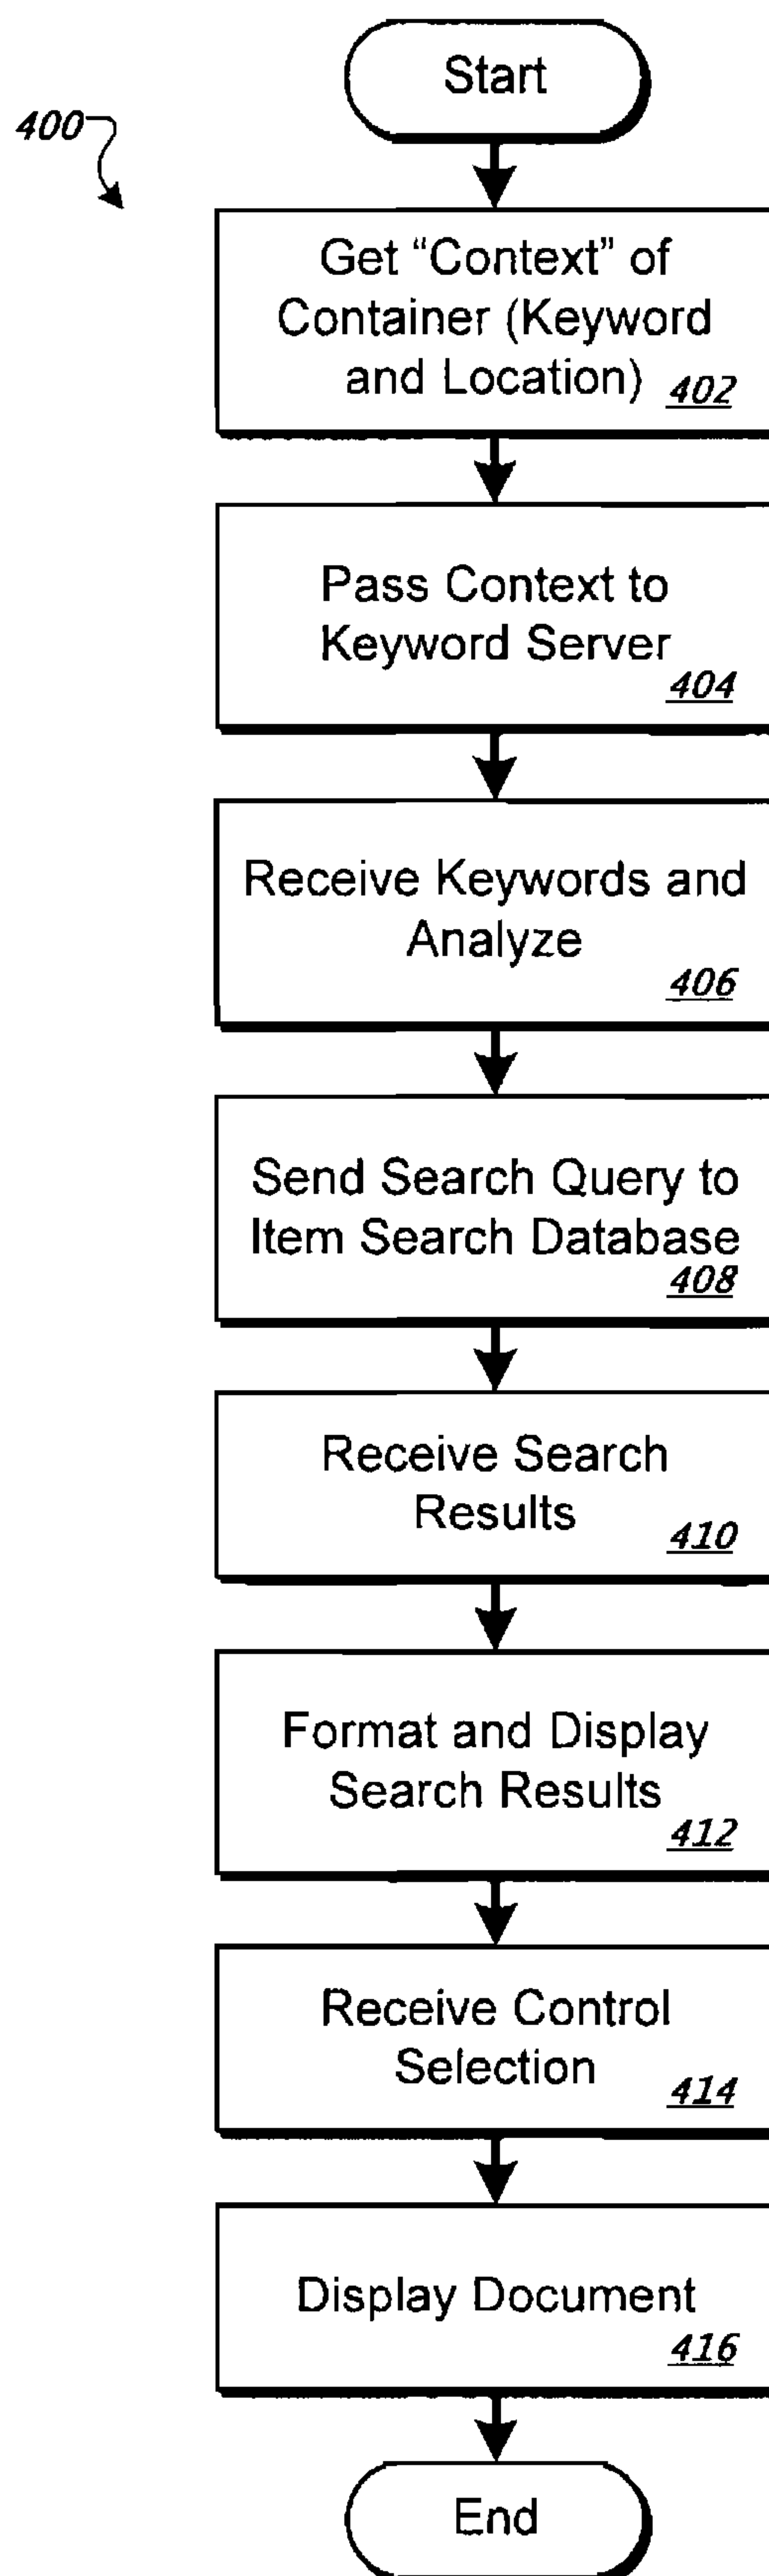 Start
400
Get “Context” of
Container (Keyword
and Location) 402
Pass Context to
Keyword Server
404
Receive Keywords and
Analyze
406
Send Search Query to
Item Search Database
408
Receive Search
Results
410
Format and Display
Search Results
412
Receive Control
Selection
414
Display Document
416
End